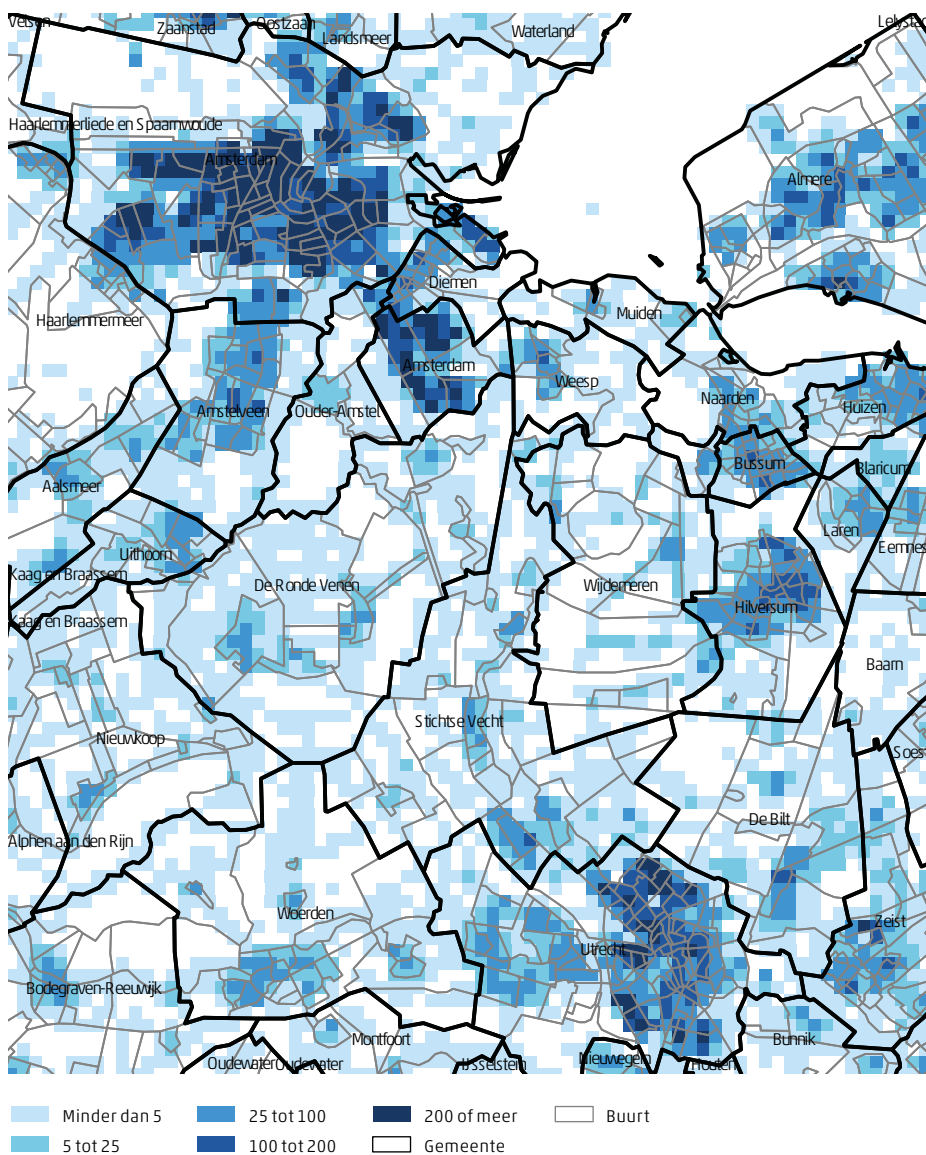 Velsen
Zaanstad
Oostzaan
Landsmeer
Waterland
Lelystad
Haarlemmerliede en Spaarnwoude
Amsterdam
Almere
Diemen
Haarlemmermeer
Muiden
Amsterdam
Weesp
Amstelveen
Ouder-Amstel
Naarden
Huizen
Bussum
Blaricum
Aalsmeer
Laren
Uithoorn
Eemnes
Kaag en Braassem
De Ronde Venen
Wijdemeren
Hilversum
Kaag en Braassem
Baarn
Stichtse Vecht
Nieuwkoop
Soest
Alphen aan den Rijn
De Bilt
Woerden
Zeist
Utrecht
Bodegraven-Reeuwijk
Montfoort
Bunnik
Oudewater Oudewater
IJsselstein
Nieuwegein
Houten
Minder dan 5
25 tot 100
200 of meer
Buurt
5 tot 25
100 tot 200
Gemeente